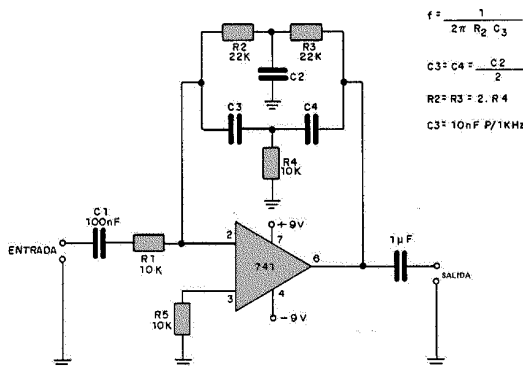 R2
22K
R3
22K
C2
C3
C4
R4
10K
C1
100nF
ENTRADA
R1
10K
2
3
741
+9V
7
6
4
-9V
R5
10K
1µF
SALIDA
f = 1 / 2π R2 C3
C3 = C4 = C2 / 2
R2 = R3 = 2. R4
C3 = 10nF P/1KHz